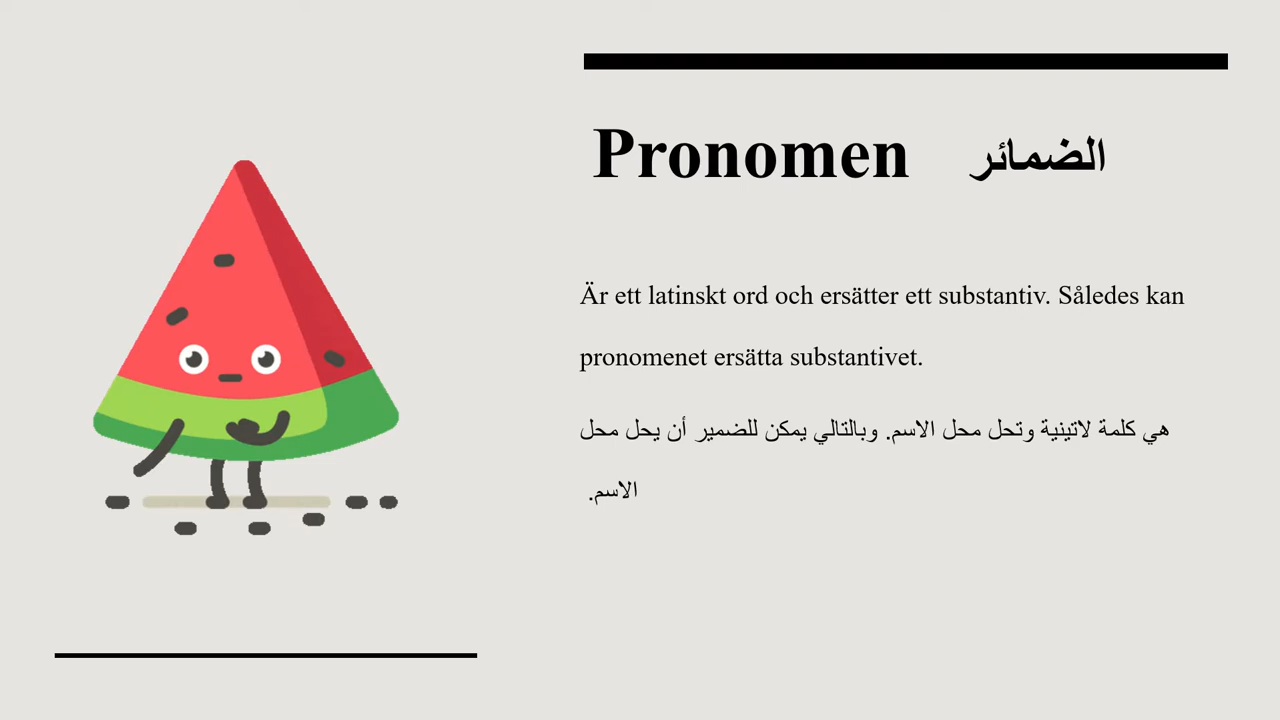 Pronomen الضمائر
Är ett latinskt ord och ersätter ett substantiv. Således kan
pronomenet ersätta substantivet.
هي كلمة لاتينية وتحل محل الاسم. وبالتالي يمكن للضمير أن يحل محل
الاسم.